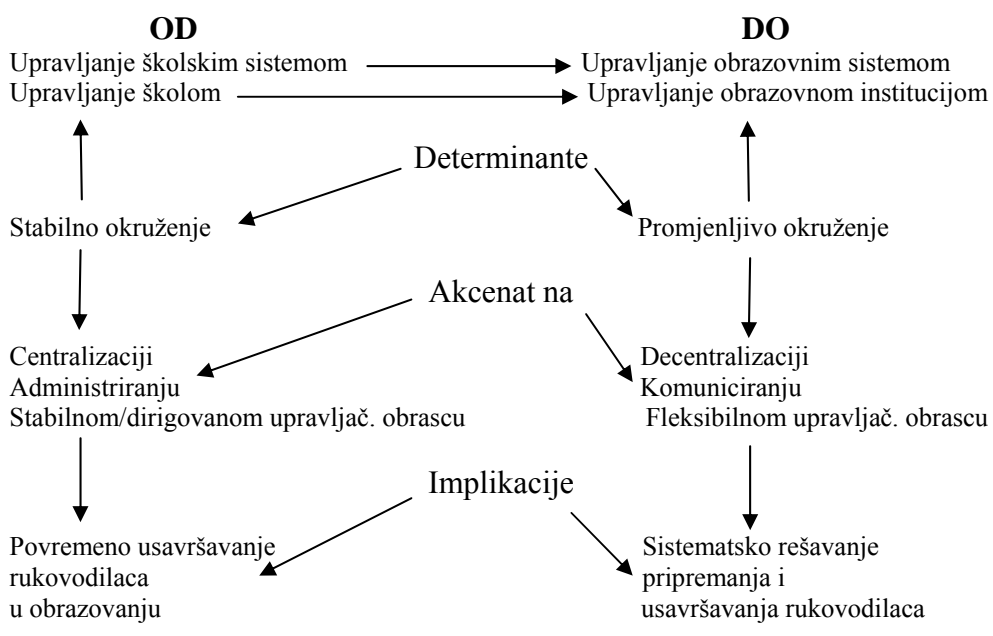 OD DO
Upravljanje školskim sistemom Upravljanje obrazovnim sistemom
Upravljanje školom Upravljanje obrazovnom institucijom
Determinante
Stabilno okruženje Promjenljivo okruženje
Akcenat na
Centralizaciji Decentralizaciji
Administriranju Komuniciranju
Stabilnom/dirigovanom upravljač. obrascu Fleksibilnom upravljač. obrascu
Implikacije
Povremeno usavršavanje Sistematsko rešavanje
rukovodilaca pripremanja i
u obrazovanju usavršavanja rukovodilaca